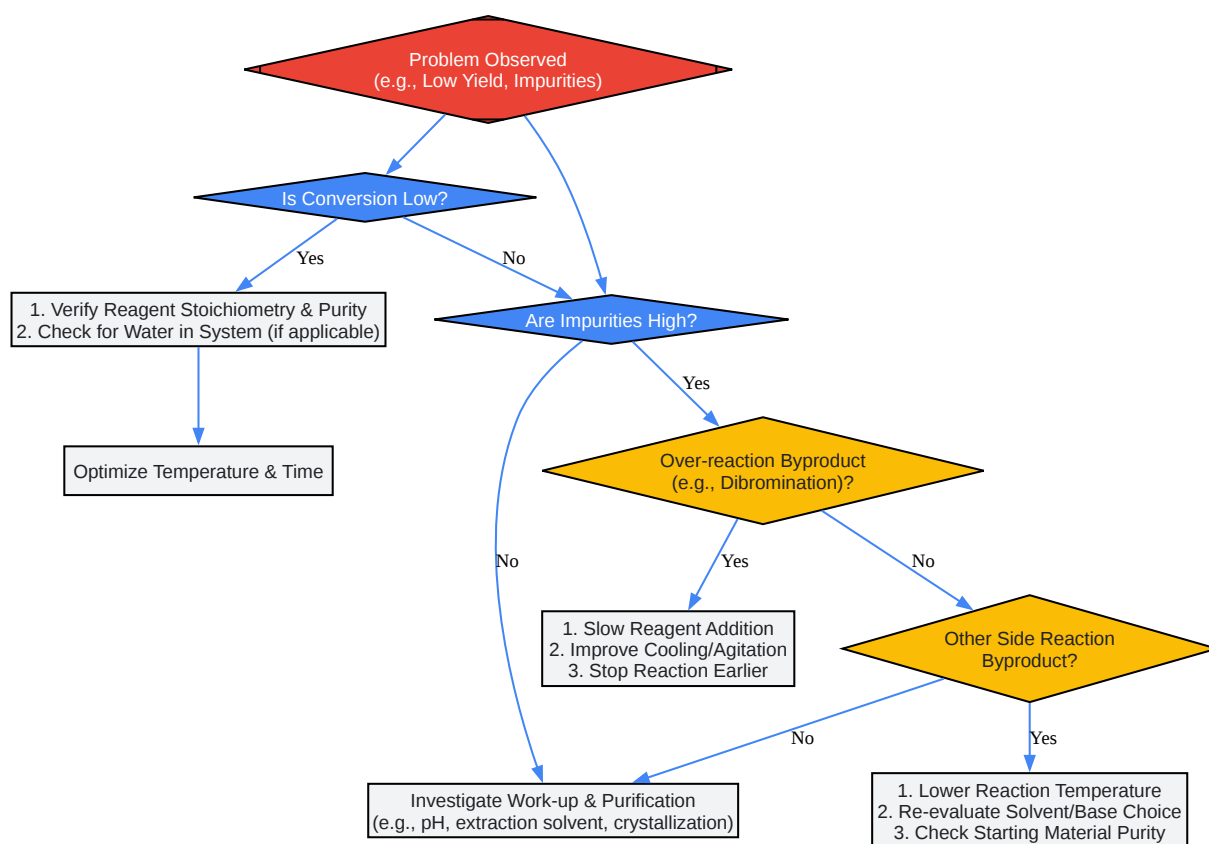 Problem Observed
(e.g., Low Yield, Impurities)
Is Conversion Low?
Yes
No
1. Verify Reagent Stoichiometry & Purity
2. Check for Water in System (if applicable)
Are Impurities High?
Yes
Optimize Temperature & Time
Over-reaction Byproduct
(e.g., Dibromination)?
No
Yes
No
1. Slow Reagent Addition
2. Improve Cooling/Agitation
3. Stop Reaction Earlier
Other Side Reaction
Byproduct?
No
Yes
Investigate Work-up & Purification
(e.g., pH, extraction solvent, crystallization)
1. Lower Reaction Temperature
2. Re-evaluate Solvent/Base Choice
3. Check Starting Material Purity